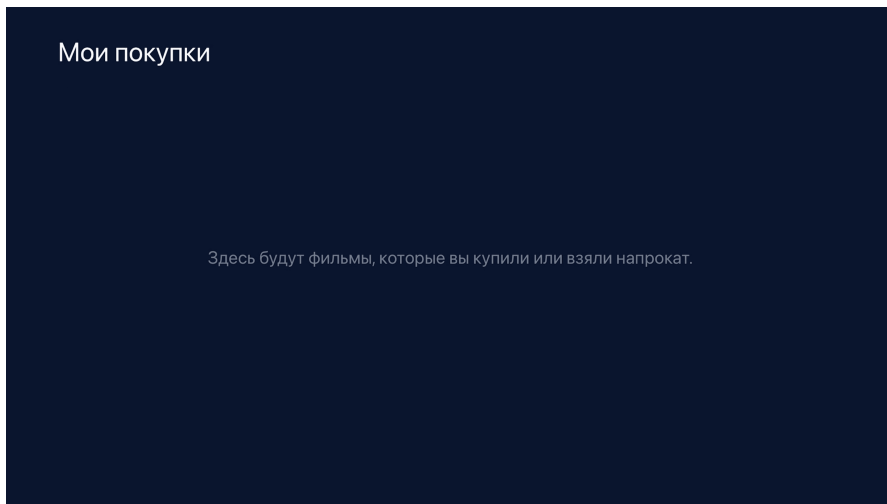 Мои покупки
Здесь будут фильмы, которые вы купили или взяли напрокат.